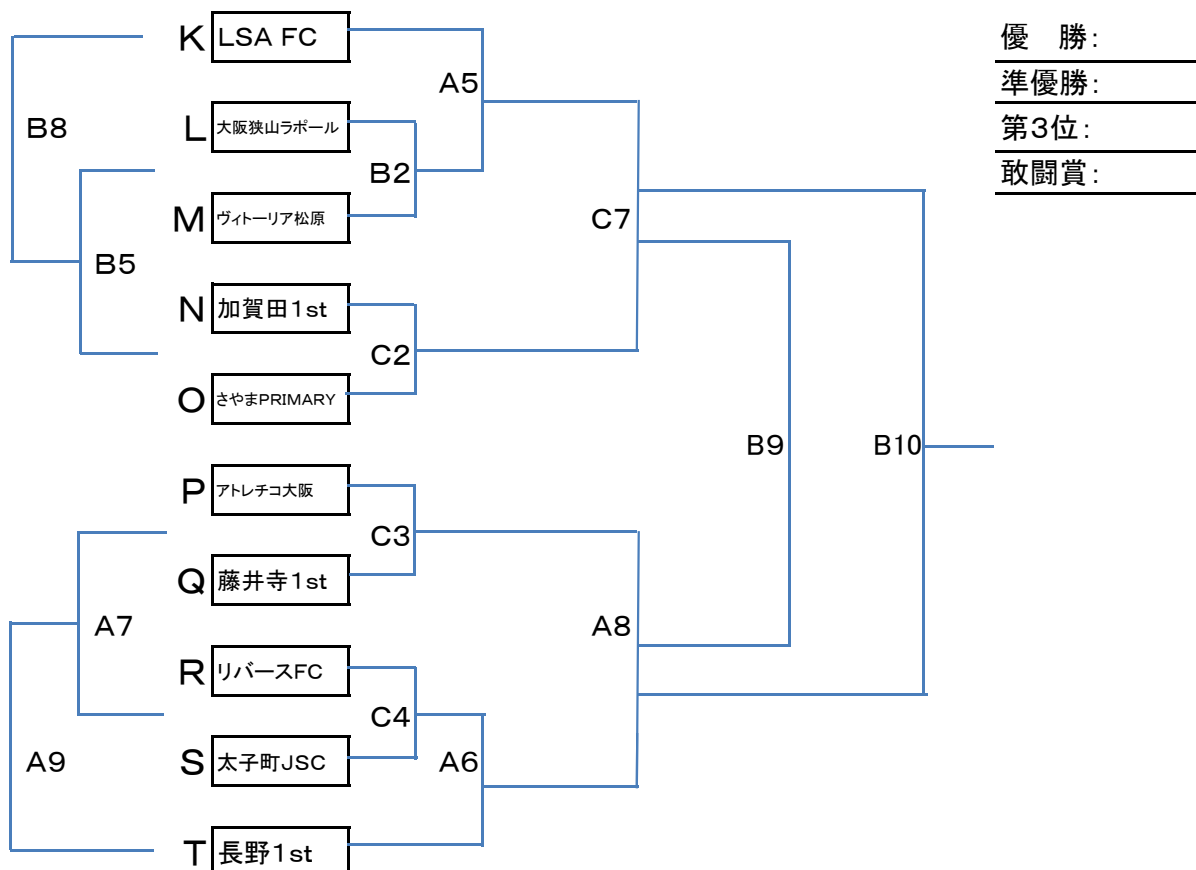 K LSA FC
A5
優　勝：
準優勝：
B8
L 大阪狭山ラポール
第3位：
B2
敢闘賞：
M ヴィトーリア松原
C7
B5
N 加賀田1st
C2
O さやまPRIMARY
B9
B10
P アトレチコ大阪
C3
Q 藤井寺1st
A7
A8
R リバースFC
C4
A9
S 太子町JSC
A6
T 長野1st